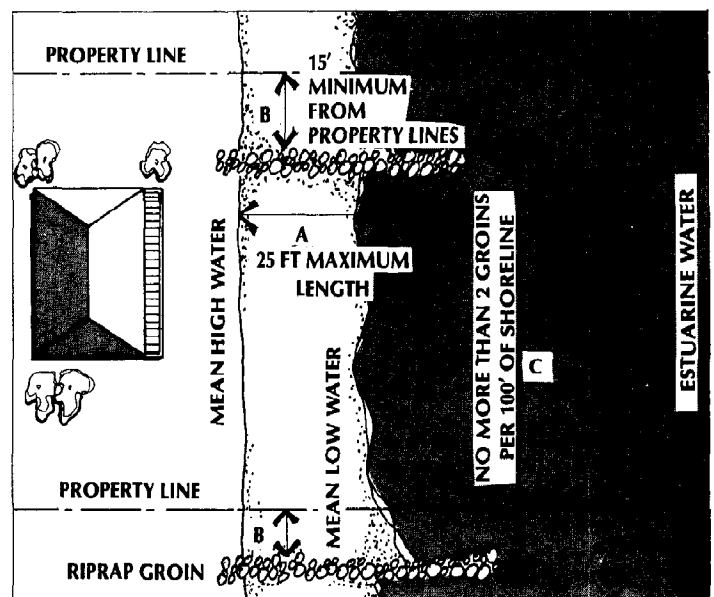 PROPERTY LINE
15'
MINIMUM
FROM
PROPERTY LINES
B
A
25 FT MAXIMUM
LENGTH
MEAN HIGH WATER
MEAN LOW WATER
NO MORE THAN 2 GROINS
PER 100' OF SHORELINE
C
ESTUARINE WATER
PROPERTY LINE
B
RIPRAP GROIN